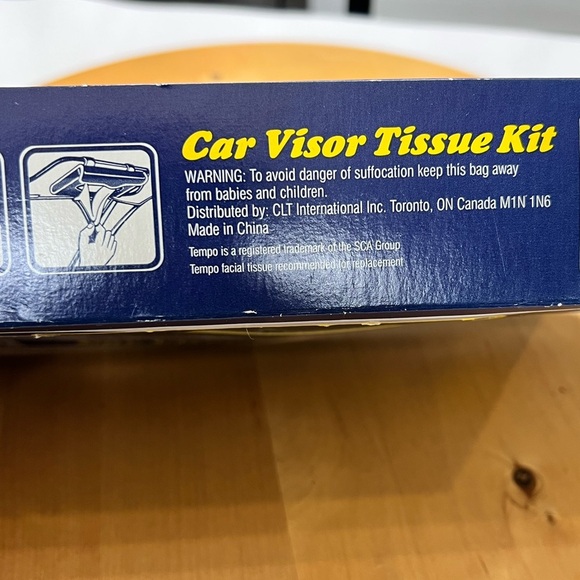 Car Visor Tissue Kit
WARNING: To avoid danger of suffocation keep this bag away
from babies and children.
Distributed by: CLT International Inc. Toronto, ON Canada M1N 1N6
Made in China
Tempo is a registered trademark of the SCA Group
Tempo facial tissue recommended for replacement